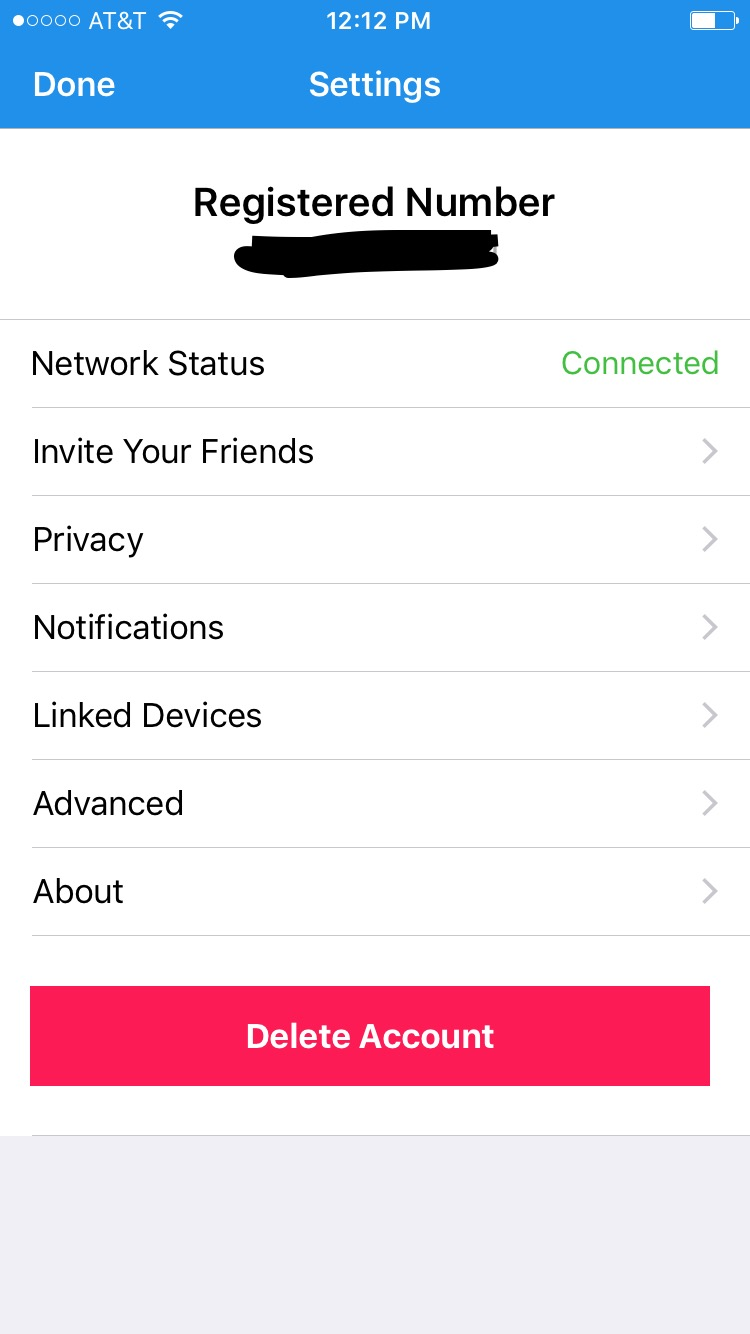 AT&T 12:12 PM
Done Settings
Registered Number
Network Status Connected
Invite Your Friends
Privacy
Notifications
Linked Devices
Advanced
About
Delete Account